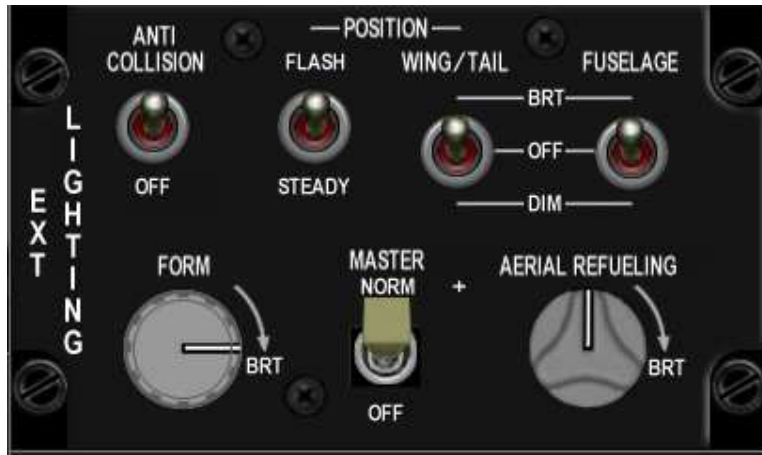 POSITION
ANTI
COLLISION
FLASH
WING/TAIL
FUSELAGE
BRT
OFF
DIM
OFF
STEADY
EXT
LIGHTING
FORM
BRT
MASTER
NORM
+
OFF
AERIAL REFUELING
BRT